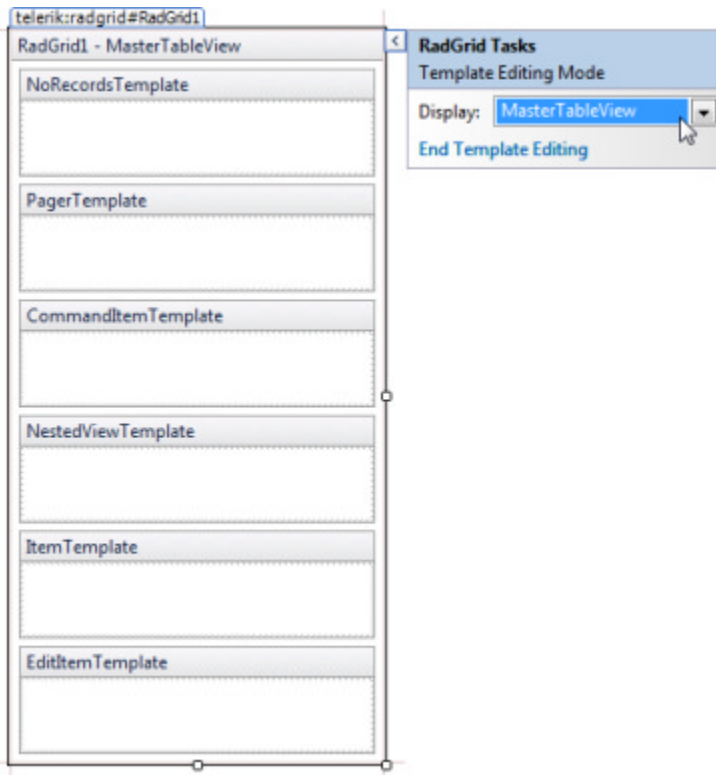 telerik:radgrid#RadGrid1
RadGrid1 - MasterTableView
NoRecordsTemplate
PagerTemplate
CommandItemTemplate
NestedViewTemplate
ItemTemplate
EditItemTemplate
RadGrid Tasks
Template Editing Mode
Display: MasterTableView
End Template Editing